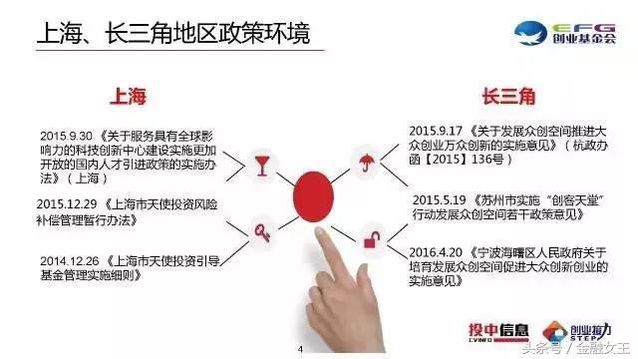 上海、长三角地区政策环境
EFG
创业基金会
上海
2015.9.30 《关于服务具有全球影
响力的科技创新中心建设实施更加
开放的国内人才引进政策的实施办
法》（上海）
2015.12.29 《上海市天使投资风险
补偿管理暂行办法》
2014.12.26 《上海市天使投资引导
基金管理实施细则》
长三角
2015.9.17 《关于发展众创空间推进大
众创业万众创新的实施意见》（杭政办
函【2015】136号）
2015.5.19 《苏州市实施“创客天堂”
行动发展众创空间若干政策意见》
2016.4.20 《宁波海曙区人民政府关于
培育发展众创空间促进大众创新创业的
实施意见》
4
投中信息
CVINFO
创业接力
STEP
头条号／金融女王